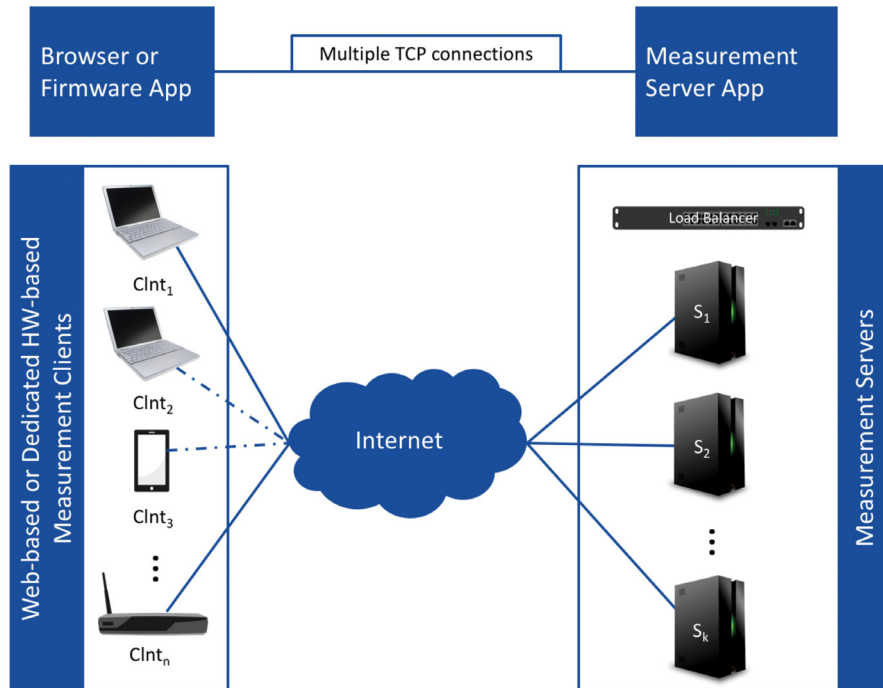 Browser or
Firmware App
Multiple TCP connections
Measurement
Server App
Web-based or Dedicated HW-based
Measurement Clients
Clnt₁
Clnt₂
Clnt₃
Clntₙ
Internet
Load Balancer
S₁
S₂
Sₖ
Measurement Servers